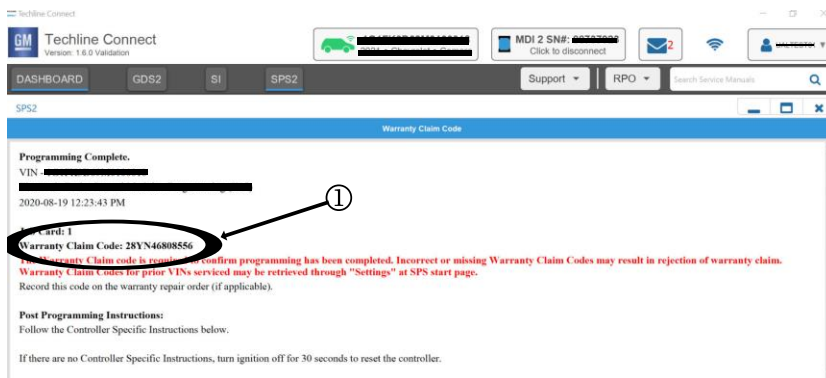 Techline Connect
GM
Techline Connect
Version: 1.6.0 Validation
MDI 2 SN#:
Click to disconnect
2
DASHBOARD GDS2 SI SPS2 Support RPO Search Service Manuals
SPS2
Warranty Claim Code
Programming Complete.
VIN -
2020-08-19 12:23:43 PM
①
Card: 1
Warranty Claim Code: 28YN46808556
The Warranty Claim code is required to confirm programming has been completed. Incorrect or missing Warranty Claim Codes may result in rejection of warranty claim.
Warranty Claim Codes for prior VINs serviced may be retrieved through "Settings" at SPS start page.
Record this code on the warranty repair order (if applicable).
Post Programming Instructions:
Follow the Controller Specific Instructions below.
If there are no Controller Specific Instructions, turn ignition off for 30 seconds to reset the controller.